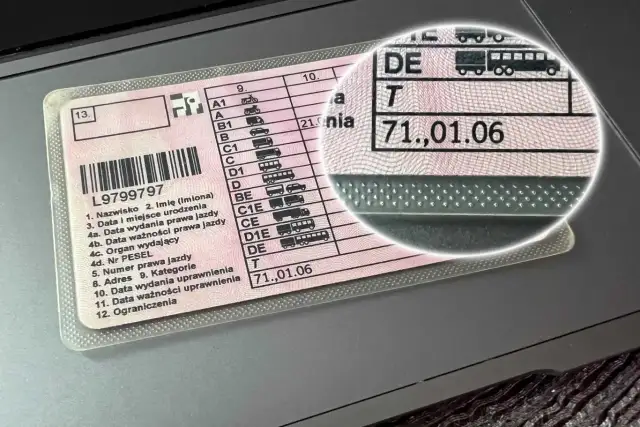 13.
9.
10.
A1
A
B1
B
21.
C1
C
D1
D
BE
C1E
CE
D1E
DE
T
71.,01.06
L9799797
1. Nazwisko 2. Imię (Imiona)
3. Data i miejsce urodzenia
4a. Data wydania prawa jazdy
4b. Data ważności prawa jazdy
4c. Organ wydający
4d. Nr PESEL
5. Numer prawa jazdy
8. Adres 9. Kategorie
10. Data wydania uprawnienia
11. Data ważności uprawnienia
12. Ograniczenia
DE
T
nia
71.,01.06